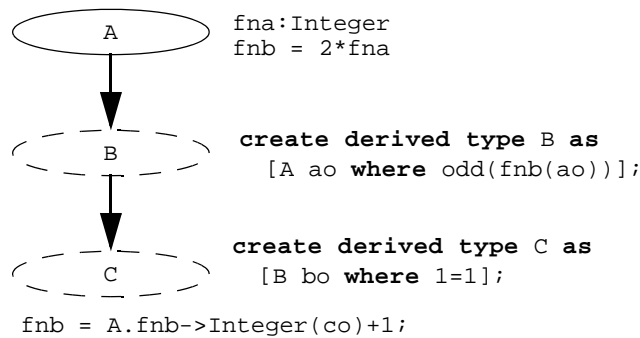 A
fna:Integer
fnb = 2*fna
B
create derived type B as
[A ao where odd(fnb(ao))];
C
create derived type C as
[B bo where 1=1];
fnb = A.fnb->Integer(co)+1;